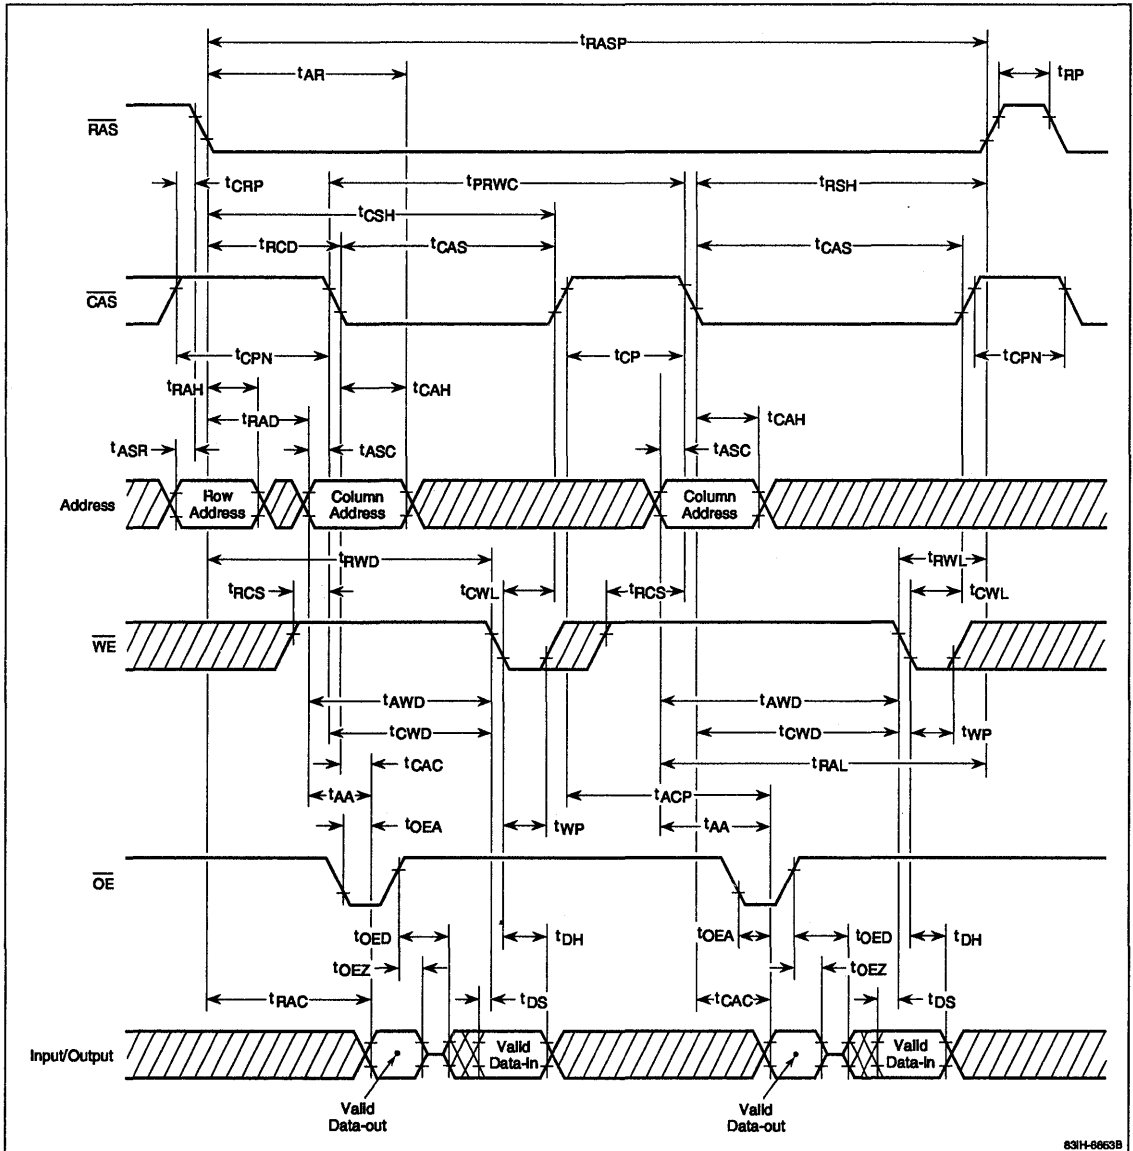 tRASP
tAR
tRP
RAS
tCRP
tPRWC
tRSH
tCSH
tRCD
tCAS
tCAS
CAS
tCPN
tCP
tCPN
tRAH
tCAH
tRAD
tCAH
tASR
tASC
tASC
Address
Row
Address
Column
Address
Column
Address
tRWD
tRWL
tRCS
tCWL
tRCS
tCWL
WE
tAWD
tAWD
tCWD
tCWD
tWP
tCAC
tRAL
tAA
tACP
tOEA
tWP
tAA
OE
tOED
tDH
tOEA
tOED
tDH
tOEZ
tOEZ
tRAC
tDS
tCAC
tDS
Input/Output
Valid
Data-in
Valid
Data-in
Valid
Data-out
Valid
Data-out
83IH-6653B